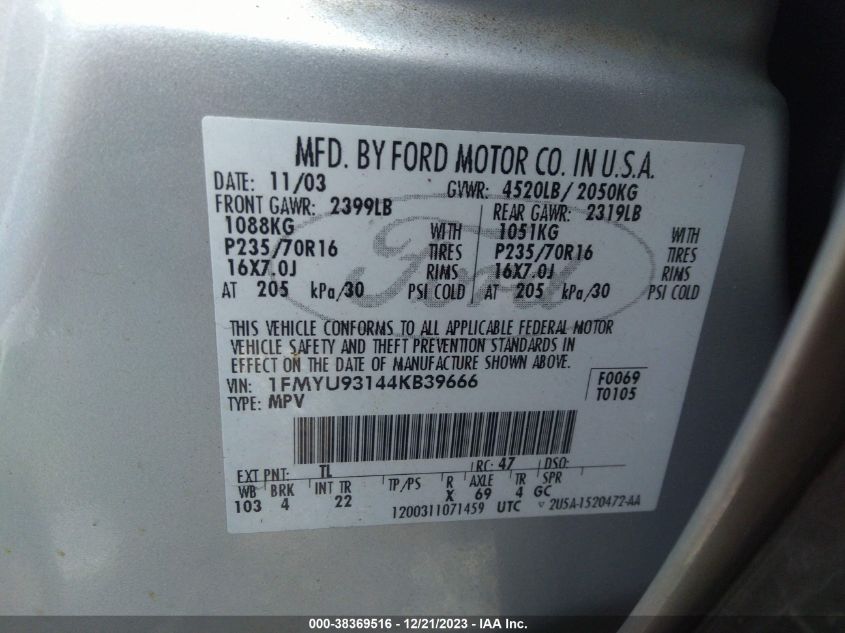 MFD. BY FORD MOTOR CO. IN U.S.A.
DATE: 11/03 GVWR: 4520LB/ 2050KG
FRONT GAWR: 2399LB REAR GAWR: 2319LB
1088KG WITH 1051KG WITH
P235/70R16 TIRES P235/70R16 TIRES
16X7.0J RIMS 16X7.0J RIMS
AT 205 kPa/30 PSI COLD AT 205 kPa/30 PSI COLD
Ford
THIS VEHICLE CONFORMS TO ALL APPLICABLE FEDERAL MOTOR
VEHICLE SAFETY AND THEFT PREVENTION STANDARDS IN
EFFECT ON THE DATE OF MANUFACTURE SHOWN ABOVE.
VIN: 1FMYU93144KB39666 F0069
TYPE: MPV T0105
EXT PNT: TL RC: 47 DSO:
WB BRK INT TR TP/PS R AXLE TR SPR
103 4 22 X 69 4 GC
1200311071459 UTC 2U5A-1520472-AA
000-38369516 - 12/21/2023 - IAA Inc.